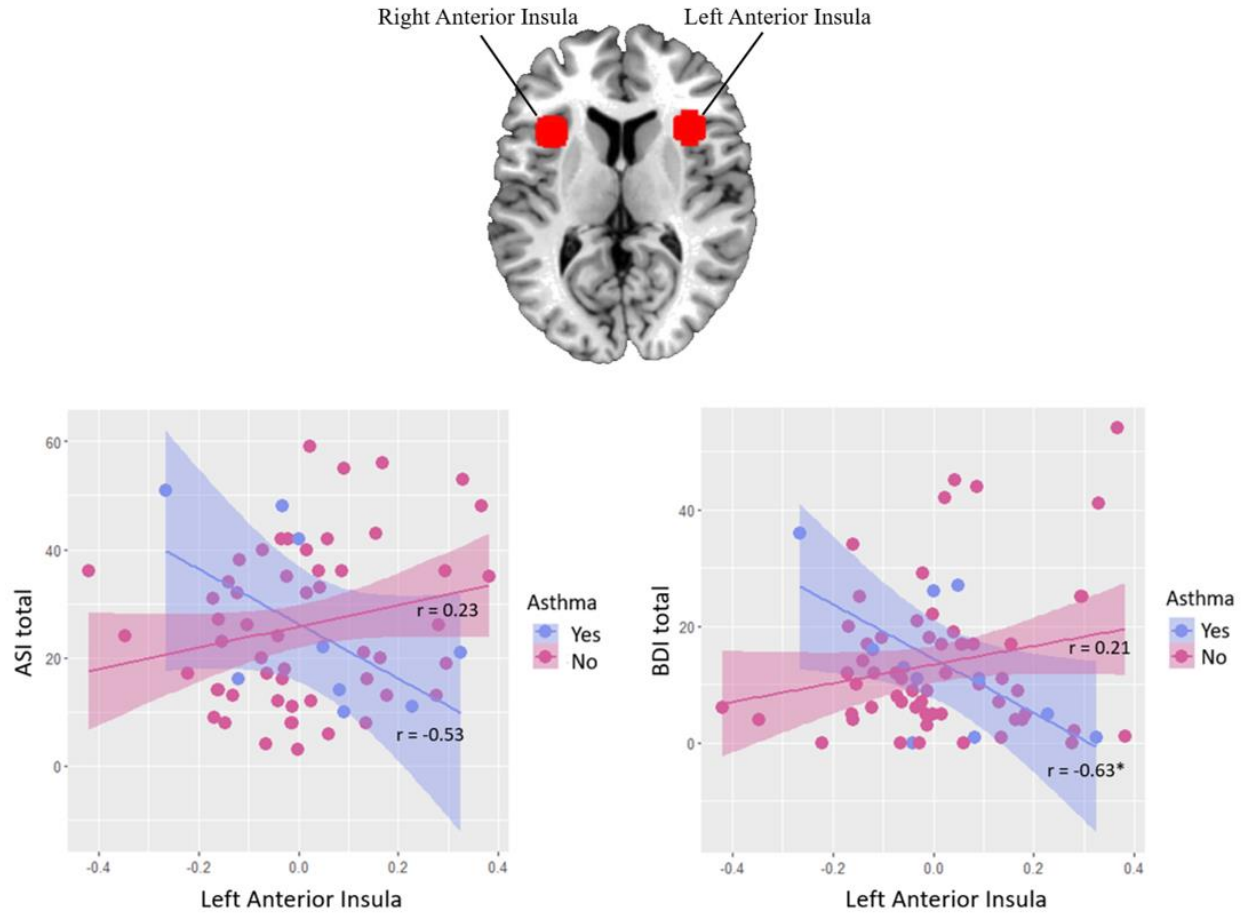 Right Anterior Insula
Left Anterior Insula
ASI total
60
40
20
0
-0.4
-0.2
0.0
0.2
0.4
Left Anterior Insula
r = 0.23
r = -0.53
Asthma
Yes
No
BDI total
40
20
0
-0.4
-0.2
0.0
0.2
0.4
Left Anterior Insula
r = 0.21
r = -0.63*
Asthma
Yes
No